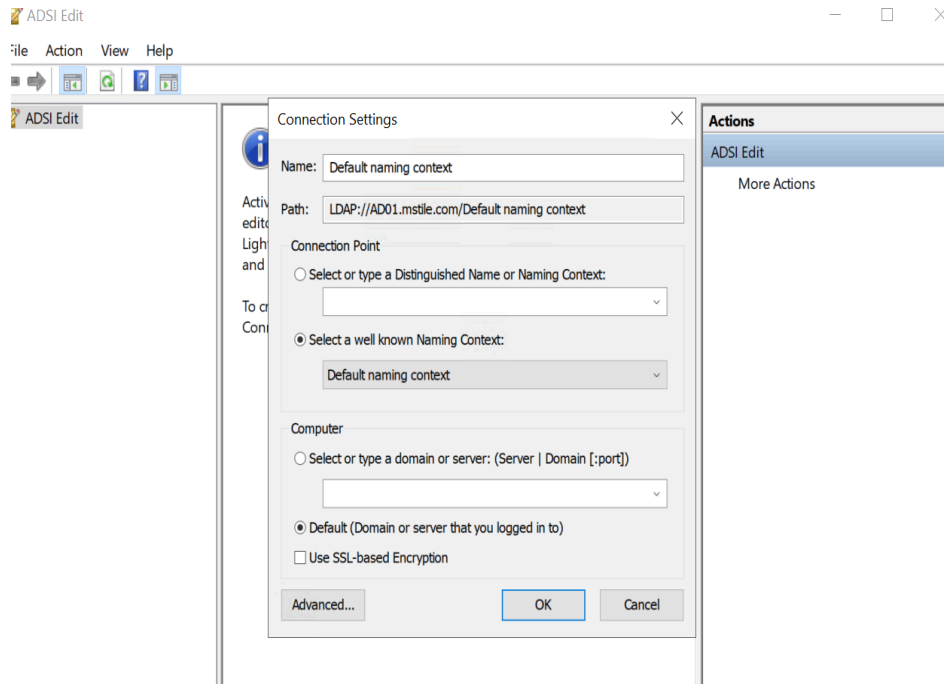 ADSI Edit
File Action View Help
ADSI Edit
Connection Settings
Name: Default naming context
Path: LDAP://AD01.mstile.com/Default naming context
Connection Point
Select or type a Distinguished Name or Naming Context:
Select a well known Naming Context:
Default naming context
Computer
Select or type a domain or server: (Server | Domain [:port])
Default (Domain or server that you logged in to)
Use SSL-based Encryption
Advanced...
OK
Cancel
Activ
edito
Ligh
and
To cr
Conn
Actions
ADSI Edit
More Actions